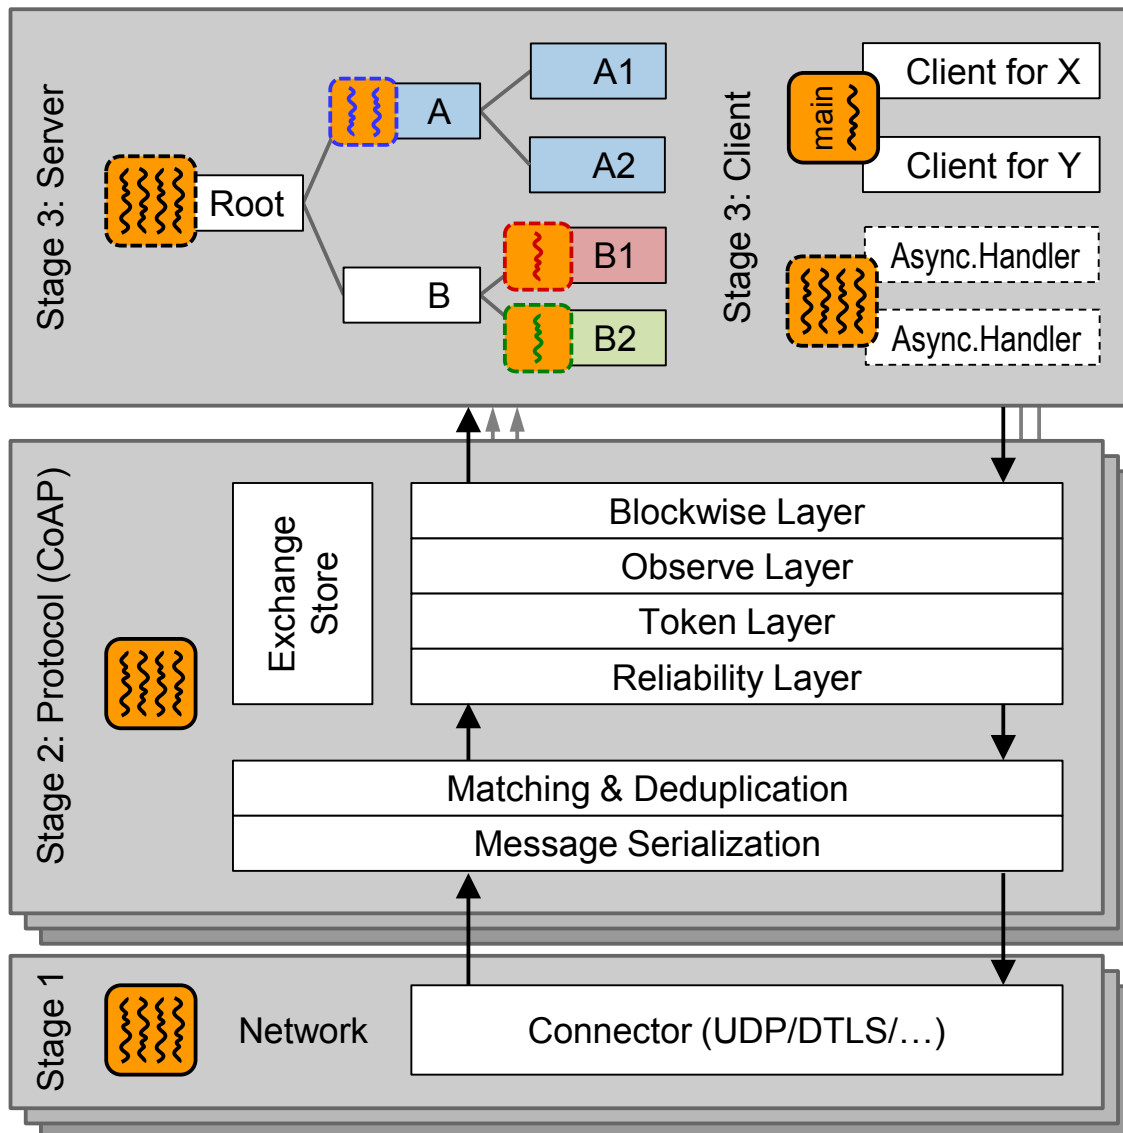 Stage 3: Server
Root
A
A1
A2
B
B1
B2
Stage 3: Client
main
Client for X
Client for Y
Async.Handler
Async.Handler
Stage 2: Protocol (CoAP)
Exchange
Store
Blockwise Layer
Observe Layer
Token Layer
Reliability Layer
Matching & Deduplication
Message Serialization
Stage 1
Network
Connector (UDP/DTLS/…)